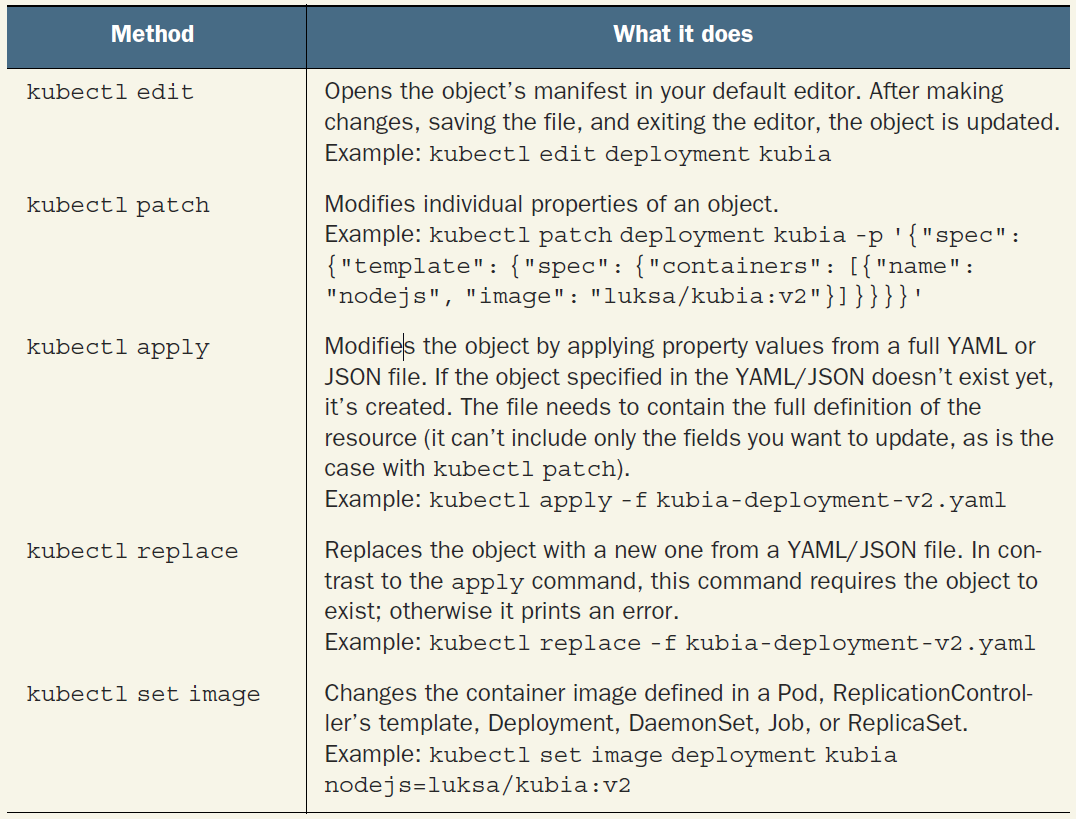 Method What it does
kubectl edit Opens the object's manifest in your default editor. After making
changes, saving the file, and exiting the editor, the object is updated.
Example: kubectl edit deployment kubia
kubectl patch Modifies individual properties of an object.
Example: kubectl patch deployment kubia -p '{"spec":
{"template": {"spec": {"containers": [{"name":
"nodejs", "image": "luksa/kubia:v2"}]}}}}'
kubectl apply Modifies the object by applying property values from a full YAML or
JSON file. If the object specified in the YAML/JSON doesn't exist yet,
it's created. The file needs to contain the full definition of the
resource (it can't include only the fields you want to update, as is the
case with kubectl patch).
Example: kubectl apply -f kubia-deployment-v2.yaml
kubectl replace Replaces the object with a new one from a YAML/JSON file. In con-
trast to the apply command, this command requires the object to
exist; otherwise it prints an error.
Example: kubectl replace -f kubia-deployment-v2.yaml
kubectl set image Changes the container image defined in a Pod, ReplicationControl-
ler's template, Deployment, DaemonSet, Job, or ReplicaSet.
Example: kubectl set image deployment kubia
nodejs=luksa/kubia:v2